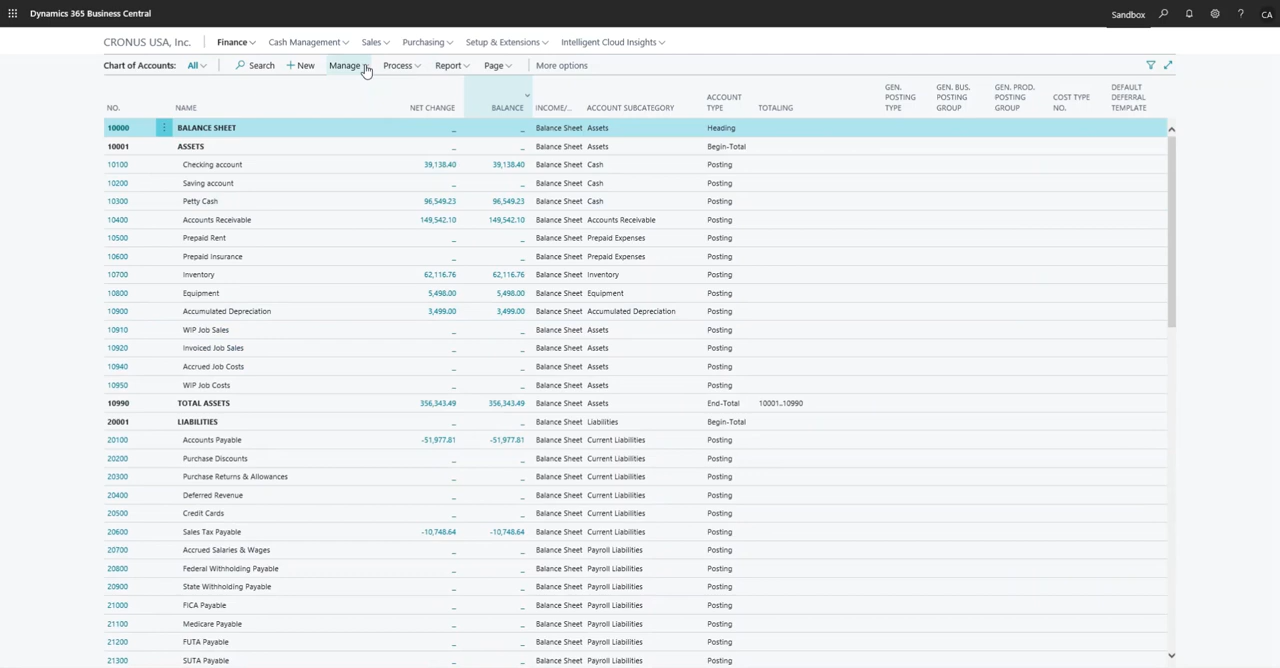 Dynamics 365 Business Central
Sandbox
?
CA
CRONUS USA, Inc.
Finance Cash Management Sales Purchasing Setup & Extensions Intelligent Cloud Insights
Chart of Accounts: All Search + New Manage Process Report Page More options
NO. NAME NET CHANGE BALANCE INCOME/... ACCOUNT SUBCATEGORY ACCOUNT TYPE TOTALING GEN. POSTING TYPE GEN. BUS. POSTING GROUP GEN. PROD. POSTING GROUP COST TYPE NO. DEFAULT DEFERRAL TEMPLATE
10000 BALANCE SHEET _ _ Balance Sheet Assets Heading
10001 ASSETS _ _ Balance Sheet Assets Begin-Total
10100 Checking account 39,138.40 39,138.40 Balance Sheet Cash Posting
10200 Saving account _ _ Balance Sheet Cash Posting
10300 Petty Cash 96,549.23 96,549.23 Balance Sheet Cash Posting
10400 Accounts Receivable 149,542.10 149,542.10 Balance Sheet Accounts Receivable Posting
10500 Prepaid Rent _ _ Balance Sheet Prepaid Expenses Posting
10600 Prepaid Insurance _ _ Balance Sheet Prepaid Expenses Posting
10700 Inventory 62,116.76 62,116.76 Balance Sheet Inventory Posting
10800 Equipment 5,498.00 5,498.00 Balance Sheet Equipment Posting
10900 Accumulated Depreciation 3,499.00 3,499.00 Balance Sheet Accumulated Depreciation Posting
10910 WIP Job Sales _ _ Balance Sheet Assets Posting
10920 Invoiced Job Sales _ _ Balance Sheet Assets Posting
10940 Accrued Job Costs _ _ Balance Sheet Assets Posting
10950 WIP Job Costs _ _ Balance Sheet Assets Posting
10990 TOTAL ASSETS 356,343.49 356,343.49 Balance Sheet Assets End-Total 10001..10990
20001 LIABILITIES _ _ Balance Sheet Liabilities Begin-Total
20100 Accounts Payable -51,977.81 -51,977.81 Balance Sheet Current Liabilities Posting
20200 Purchase Discounts _ _ Balance Sheet Current Liabilities Posting
20300 Purchase Returns & Allowances _ _ Balance Sheet Current Liabilities Posting
20400 Deferred Revenue _ _ Balance Sheet Current Liabilities Posting
20500 Credit Cards _ _ Balance Sheet Current Liabilities Posting
20600 Sales Tax Payable -10,748.64 -10,748.64 Balance Sheet Current Liabilities Posting
20700 Accrued Salaries & Wages _ _ Balance Sheet Payroll Liabilities Posting
20800 Federal Withholding Payable _ _ Balance Sheet Payroll Liabilities Posting
20900 State Withholding Payable _ _ Balance Sheet Payroll Liabilities Posting
21000 FICA Payable _ _ Balance Sheet Payroll Liabilities Posting
21100 Medicare Payable _ _ Balance Sheet Payroll Liabilities Posting
21200 FUTA Payable _ _ Balance Sheet Payroll Liabilities Posting
21300 SUTA Payable _ _ Balance Sheet Payroll Liabilities Posting